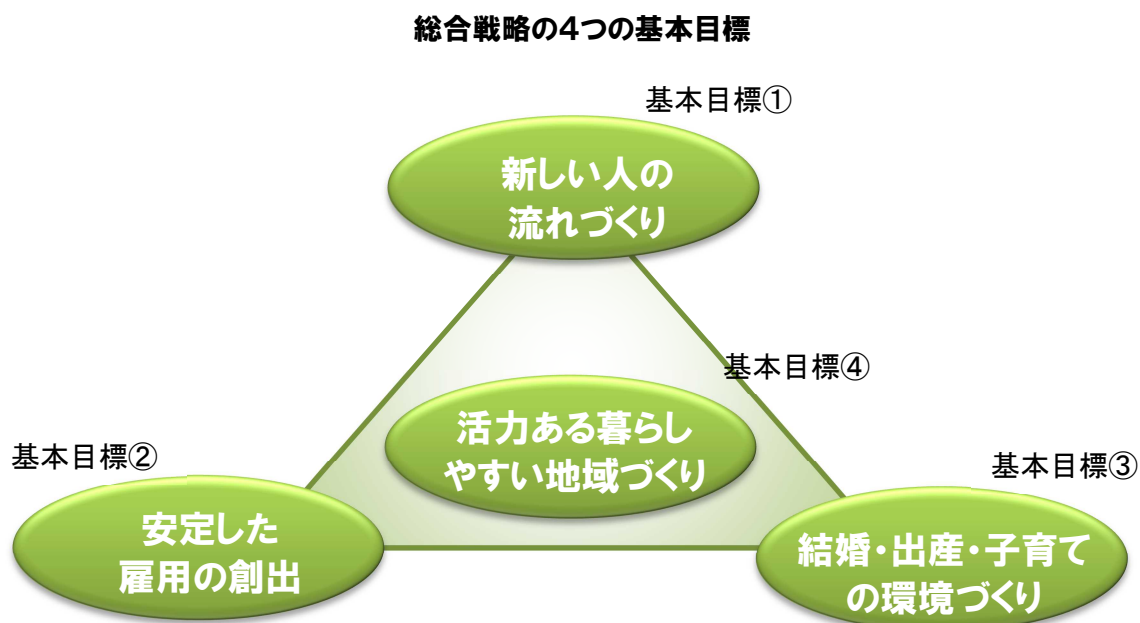 総合戦略の4つの基本目標
基本目標①
新しい人の
流れづくり
基本目標④
活力ある暮らし
やすい地域づくり
基本目標②
安定した
雇用の創出
基本目標③
結婚・出産・子育て
の環境づくり